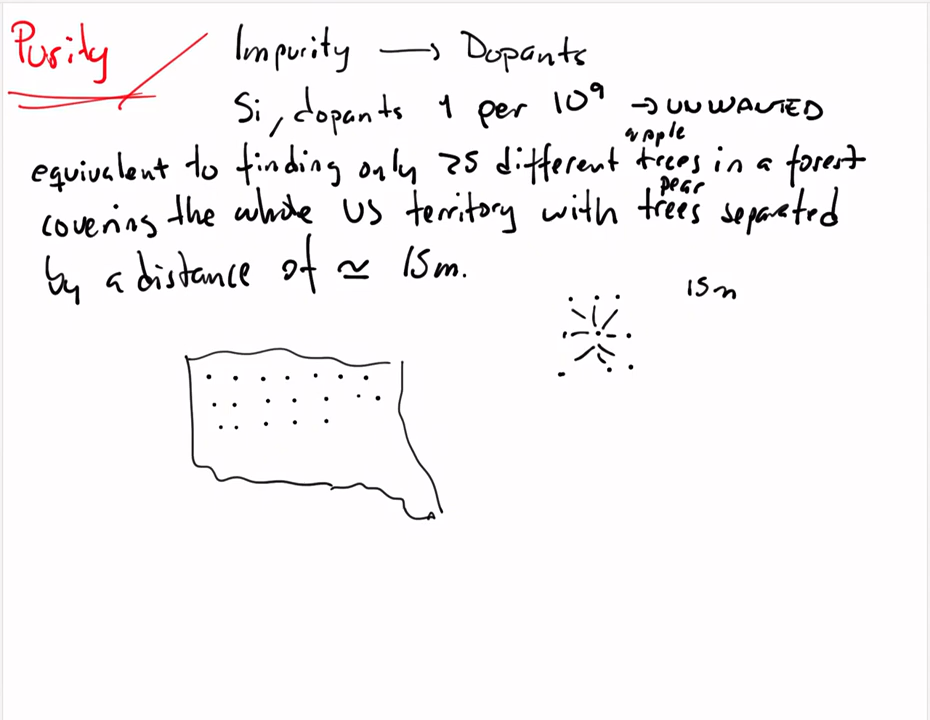 Purity
Impurity → Dopants
Si, dopants 1 per 10⁹ → UNWANTED
apple
equivalent to finding only 25 different trees in a forest
pear
covering the whole US territory with trees separated
by a distance of ≃ 15m.
15m